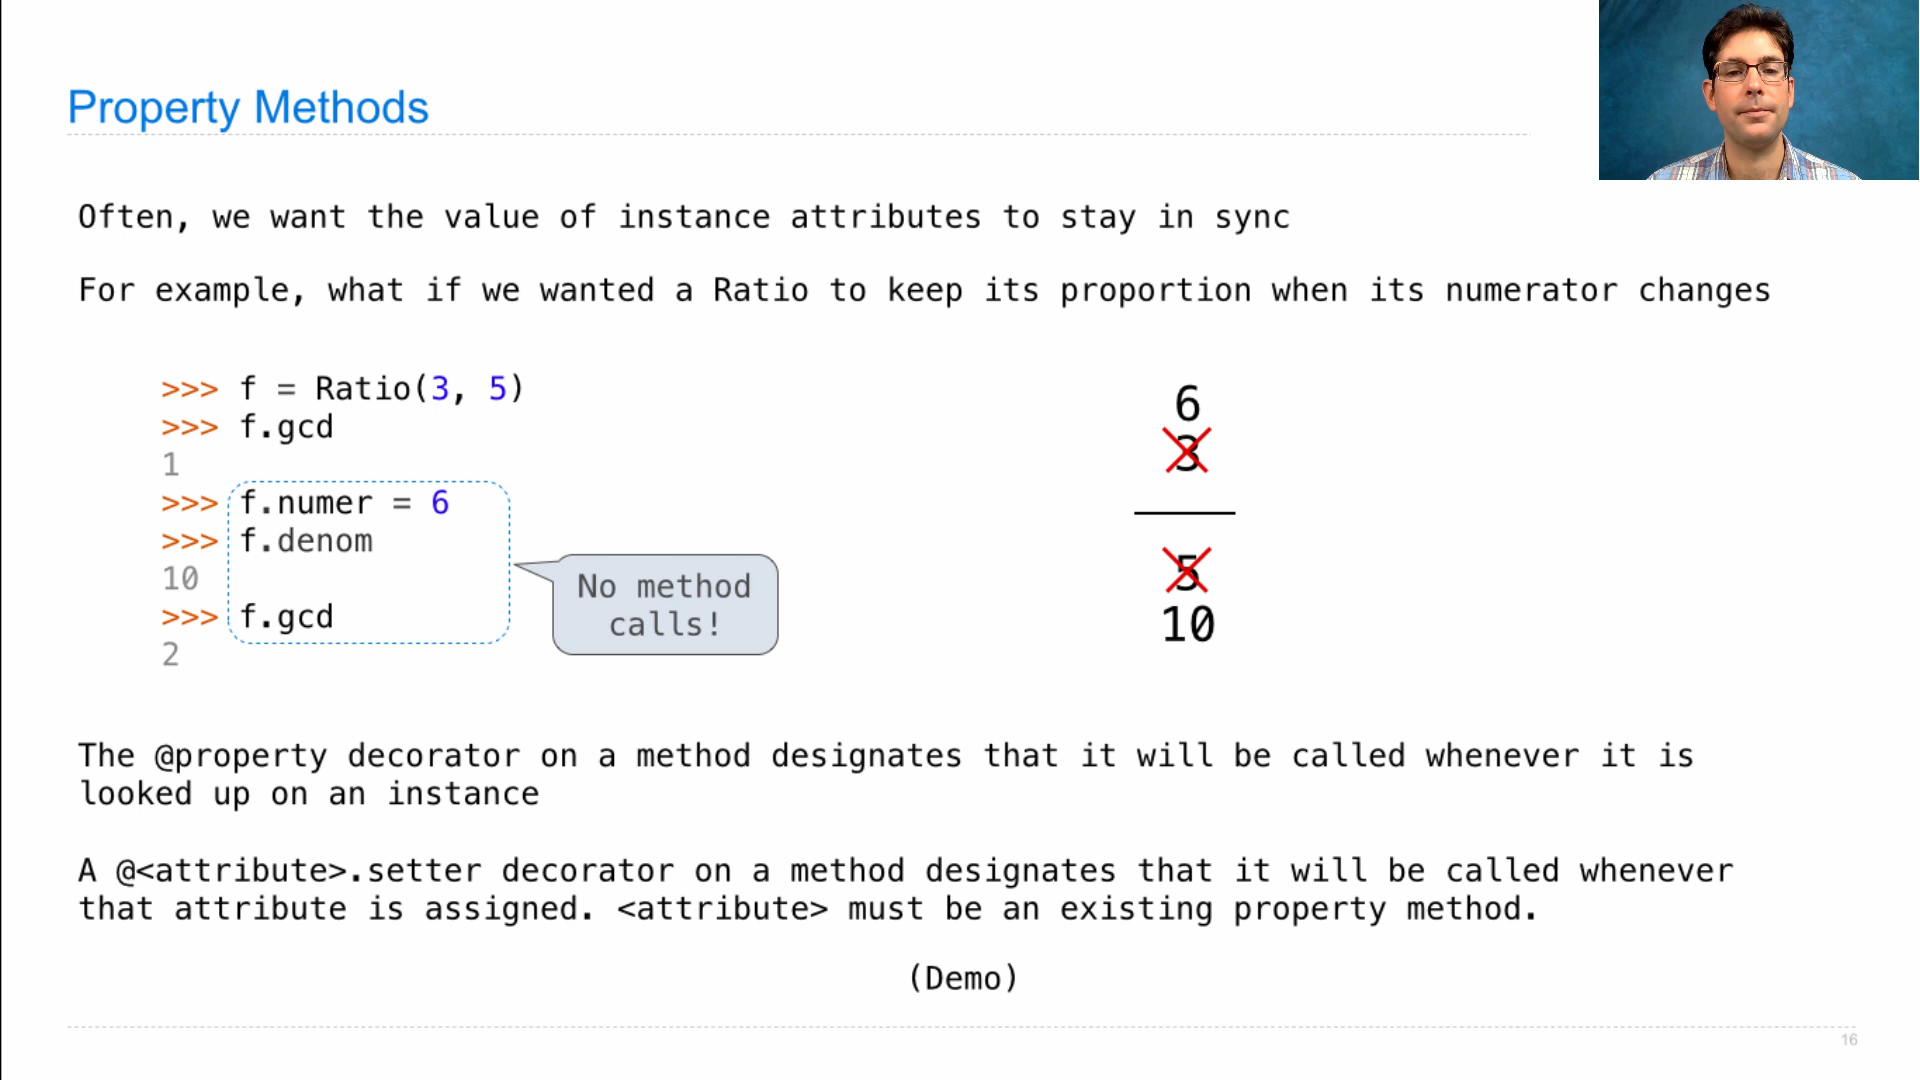 Property Methods
Often, we want the value of instance attributes to stay in sync
For example, what if we wanted a Ratio to keep its proportion when its numerator changes
>>> f = Ratio(3, 5)
>>> f.gcd
1
>>> f.numer = 6
>>> f.denom
10
>>> f.gcd
2
No method
calls!
6
3
5
10
The @property decorator on a method designates that it will be called whenever it is
looked up on an instance
A @<attribute>.setter decorator on a method designates that it will be called whenever
that attribute is assigned. <attribute> must be an existing property method.
(Demo)
16